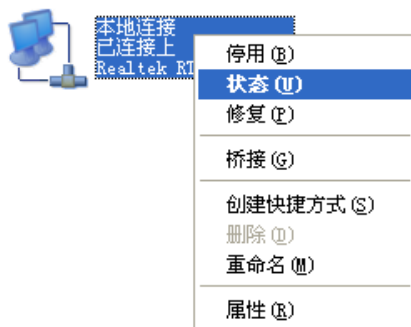 本地连接
已连接上
Realtek RT
停用(B)
状态(U)
修复(P)
桥接(G)
创建快捷方式(S)
删除(D)
重命名(M)
属性(R)